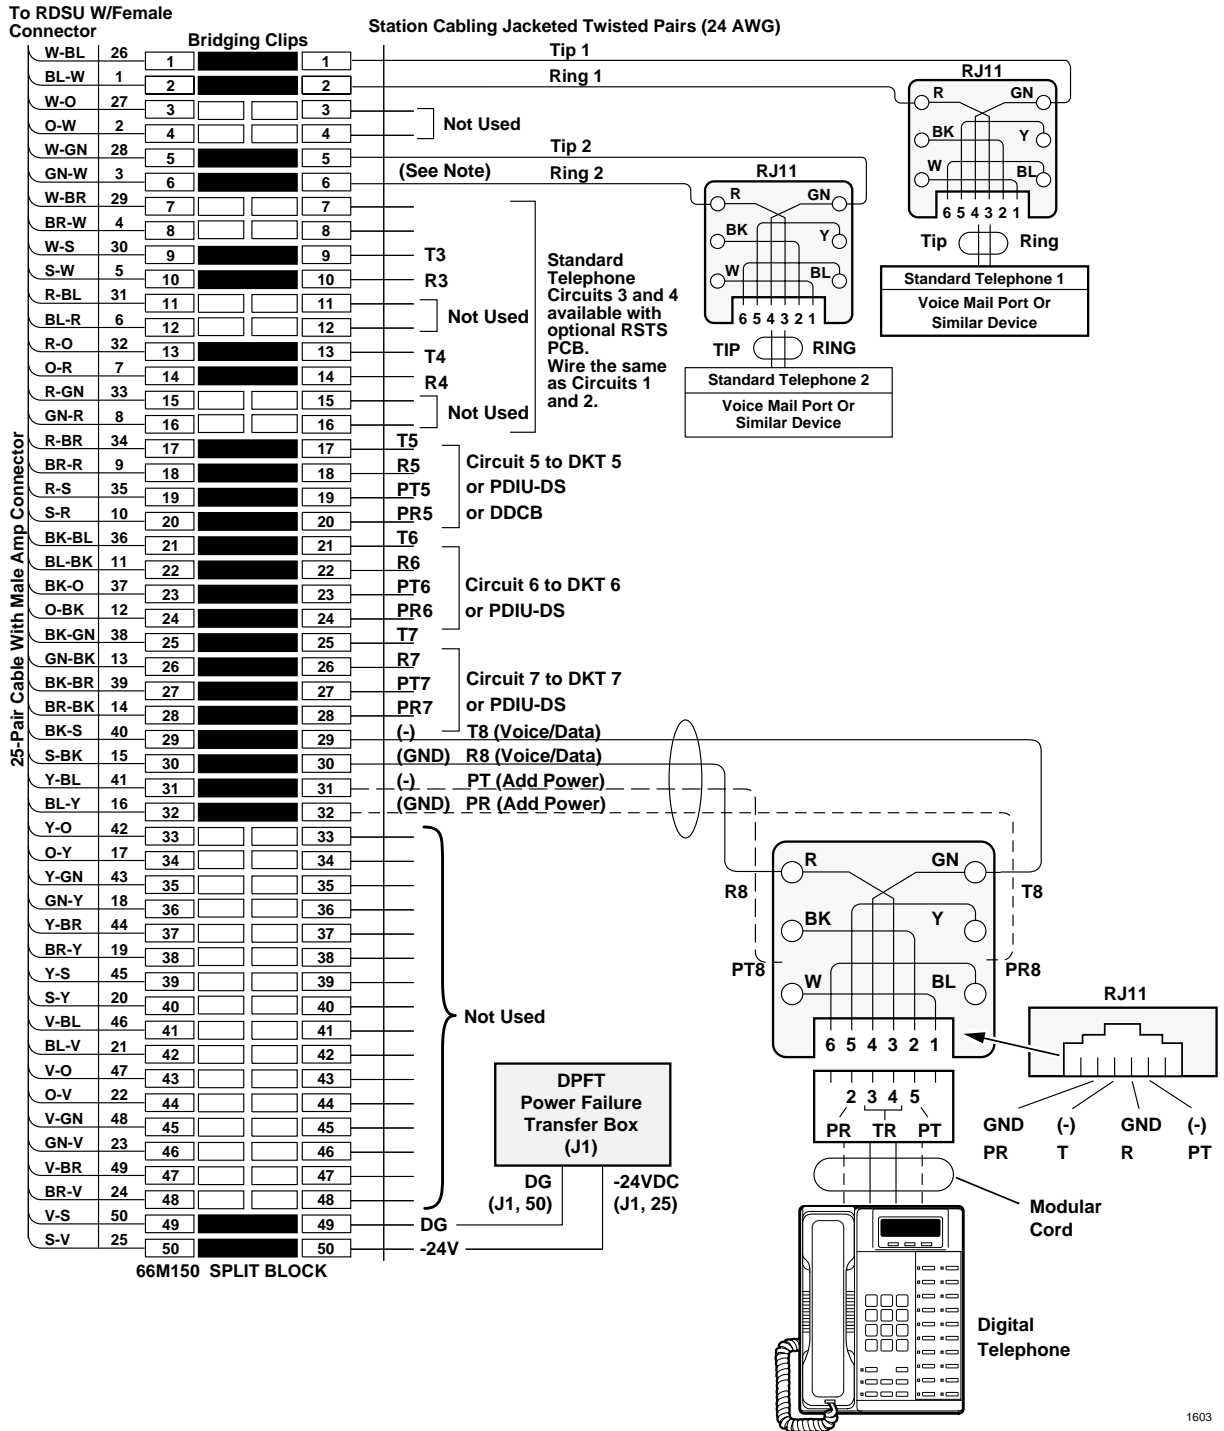 To RDSU W/Female
Connector
Bridging Clips
Station Cabling Jacketed Twisted Pairs (24 AWG)
25-Pair Cable With Male Amp Connector
W-BL 26 1 1 Tip 1
BL-W 1 2 2 Ring 1
W-O 27 3 3
O-W 2 4 4
Not Used
W-GN 28 5 5 Tip 2
GN-W 3 6 6 (See Note) Ring 2
W-BR 29 7 7
BR-W 4 8 8
W-S 30 9 9 T3
S-W 5 10 10 R3
R-BL 31 11 11
BL-R 6 12 12
Not Used
R-O 32 13 13 T4
O-R 7 14 14 R4
R-GN 33 15 15
GN-R 8 16 16
Not Used
Standard
Telephone
Circuits 3 and 4
available with
optional RSTS
PCB.
Wire the same
as Circuits 1
and 2.
R-BR 34 17 17 T5
BR-R 9 18 18 R5
R-S 35 19 19 PT5
S-R 10 20 20 PR5
Circuit 5 to DKT 5
or PDIU-DS
or DDCB
BK-BL 36 21 21 T6
BL-BK 11 22 22 R6
BK-O 37 23 23 PT6
O-BK 12 24 24 PR6
Circuit 6 to DKT 6
or PDIU-DS
BK-GN 38 25 25 T7
GN-BK 13 26 26 R7
BK-BR 39 27 27 PT7
BR-BK 14 28 28 PR7
Circuit 7 to DKT 7
or PDIU-DS
BK-S 40 29 29 (-) T8 (Voice/Data)
S-BK 15 30 30 (GND) R8 (Voice/Data)
Y-BL 41 31 31 (-) PT (Add Power)
BL-Y 16 32 32 (GND) PR (Add Power)
Y-O 42 33 33
O-Y 17 34 34
Y-GN 43 35 35
GN-Y 18 36 36
Y-BR 44 37 37
BR-Y 19 38 38
Y-S 45 39 39
S-Y 20 40 40
V-BL 46 41 41
BL-V 21 42 42
V-O 47 43 43
O-V 22 44 44
V-GN 48 45 45
GN-V 23 46 46
V-BR 49 47 47
BR-V 24 48 48
Not Used
V-S 50 49 49 DG
S-V 25 50 50 -24V
66M150 SPLIT BLOCK
DPFT
Power Failure
Transfer Box
(J1)
DG
(J1, 50)
-24VDC
(J1, 25)
RJ11
R GN
BK Y
W BL
6 5 4 3 2 1
Tip Ring
Standard Telephone 1
Voice Mail Port Or
Similar Device
RJ11
R GN
BK Y
W BL
6 5 4 3 2 1
TIP RING
Standard Telephone 2
Voice Mail Port Or
Similar Device
R GN
R8 T8
BK Y
PT8 PR8
W BL
6 5 4 3 2 1
2 3 4 5
PR TR PT
RJ11
GND (-) GND (-)
PR T R PT
Modular
Cord
Digital
Telephone
1603